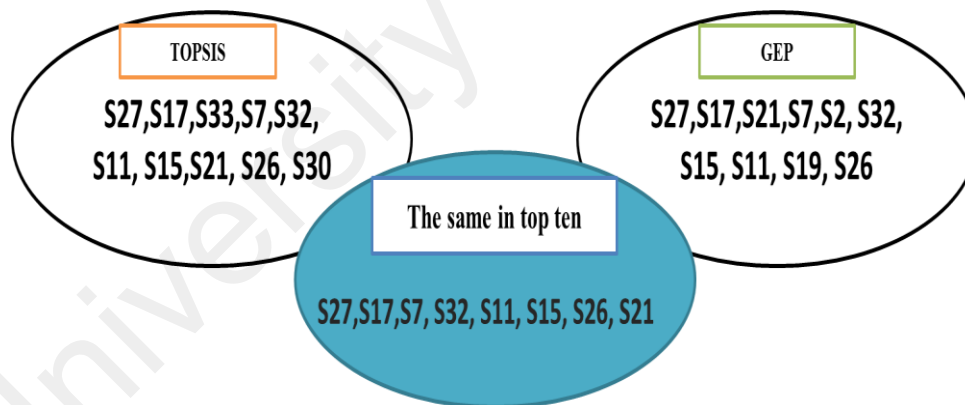 TOPSIS
S27,S17,S33,S7,S32,
S11, S15,S21, S26, S30
GEP
S27,S17,S21,S7,S2, S32,
S15, S11, S19, S26
The same in top ten
S27,S17,S7, S32, S11, S15, S26, S21
University